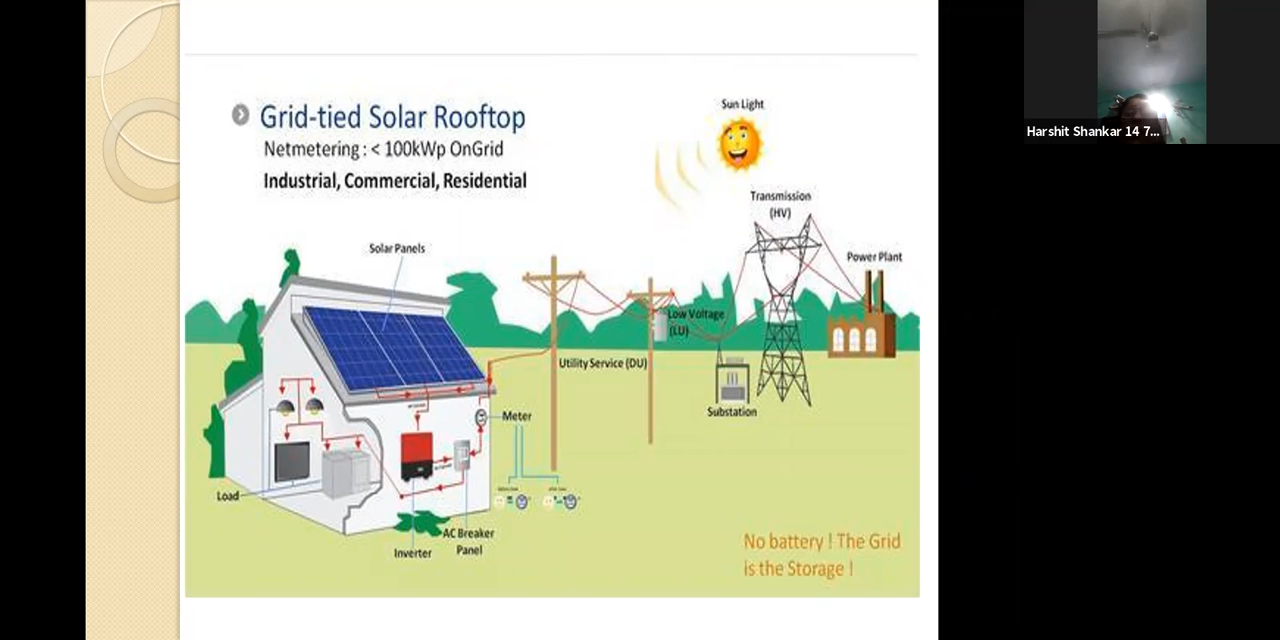 Grid-tied Solar Rooftop
Netmetering : < 100kWp OnGrid
Industrial, Commercial, Residential
Sun Light
Transmission
(HV)
Power Plant
Solar Panels
Low Voltage
(LU)
Utility Service (DU)
Substation
Meter
Load
AC Breaker
Panel
Inverter
No battery ! The Grid
is the Storage !
Harshit Shankar 14 7...